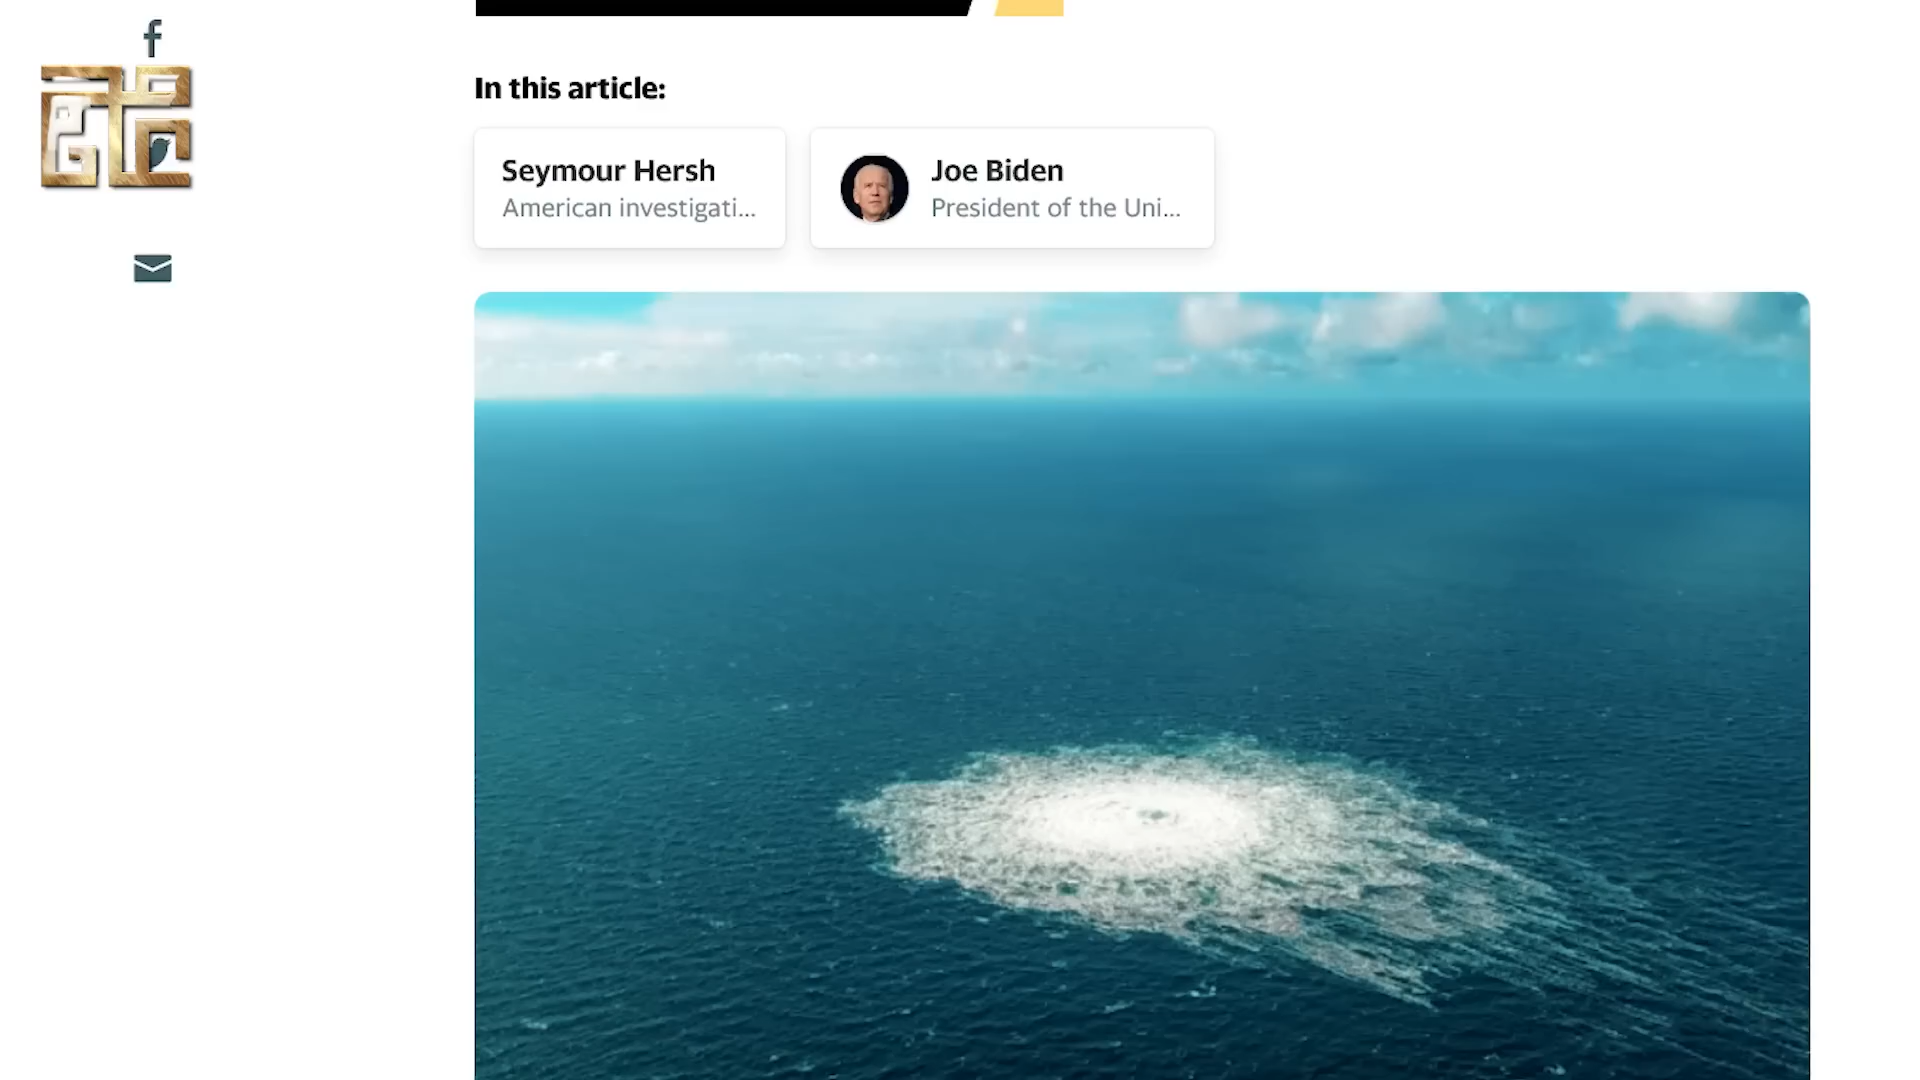 In this article:
Seymour Hersh
American investigati...
Joe Biden
President of the Uni...